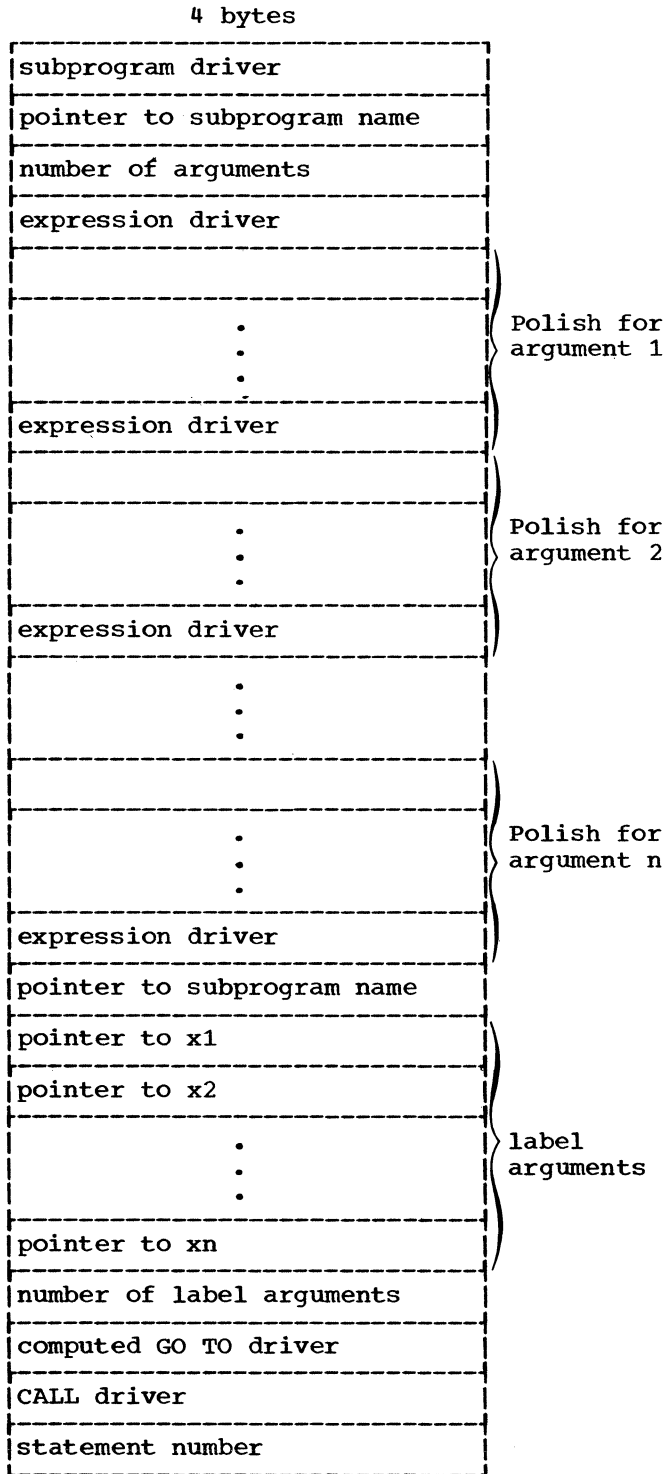 4 bytes
subprogram driver
pointer to subprogram name
number of arguments
expression driver
Polish for
argument 1
expression driver
Polish for
argument 2
expression driver
Polish for
argument n
expression driver
pointer to subprogram name
pointer to x1
pointer to x2
label
arguments
pointer to xn
number of label arguments
computed GO TO driver
CALL driver
statement number